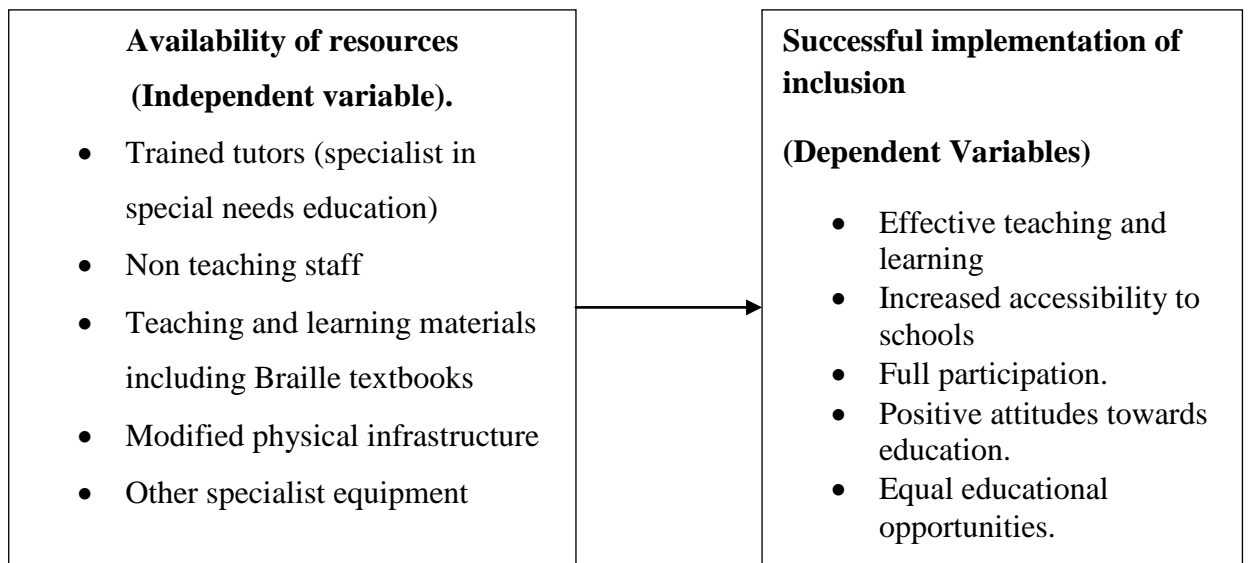 Availability of resources
(Independent variable).
• Trained tutors (specialist in
special needs education)
• Non teaching staff
• Teaching and learning materials
including Braille textbooks
• Modified physical infrastructure
• Other specialist equipment
Successful implementation of
inclusion
(Dependent Variables)
• Effective teaching and
learning
• Increased accessibility to
schools
• Full participation.
• Positive attitudes towards
education.
• Equal educational
opportunities.